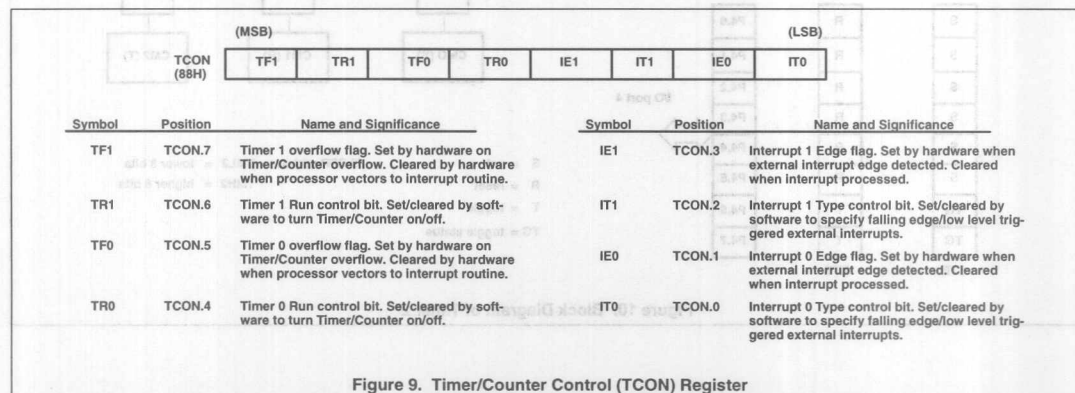 (MSB) (LSB)
TCON
(88H)
TF1 TR1 TF0 TR0 IE1 IT1 IE0 IT0
Symbol Position Name and Significance
TF1 TCON.7 Timer 1 overflow flag. Set by hardware on
Timer/Counter overflow. Cleared by hardware
when processor vectors to interrupt routine.
TR1 TCON.6 Timer 1 Run control bit. Set/cleared by soft-
ware to turn Timer/Counter on/off.
TF0 TCON.5 Timer 0 overflow flag. Set by hardware on
Timer/Counter overflow. Cleared by hardware
when processor vectors to interrupt routine.
TR0 TCON.4 Timer 0 Run control bit. Set/cleared by soft-
ware to turn Timer/Counter on/off.
Symbol Position Name and Significance
IE1 TCON.3 Interrupt 1 Edge flag. Set by hardware when
external interrupt edge detected. Cleared
when interrupt processed.
IT1 TCON.2 Interrupt 1 Type control bit. Set/cleared by
software to specify falling edge/low level trig-
gered external interrupts.
IE0 TCON.1 Interrupt 0 Edge flag. Set by hardware when
external interrupt edge detected. Cleared
when interrupt processed.
IT0 TCON.0 Interrupt 0 Type control bit. Set/cleared by
software to specify falling edge/low level trig-
gered external interrupts.
Figure 9. Timer/Counter Control (TCON) Register